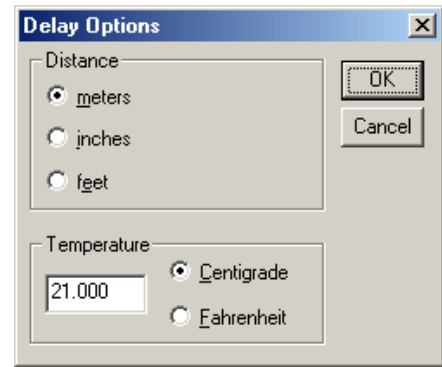 Delay Options
Distance
meters
inches
feet
OK
Cancel
Temperature
21.000
Centigrade
Fahrenheit